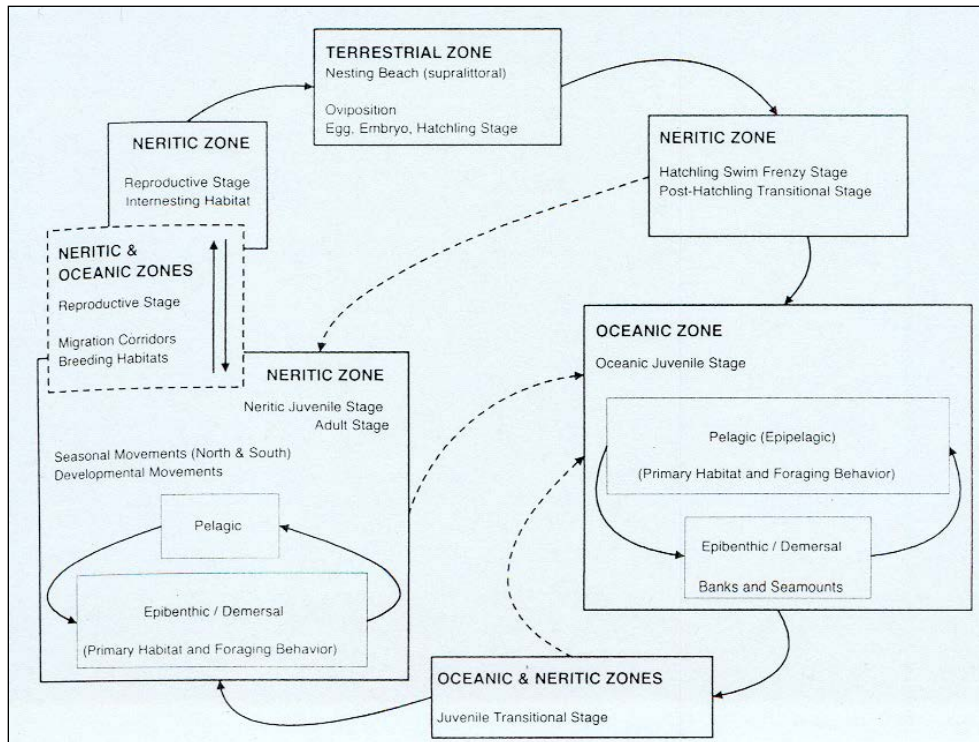 TERRESTRIAL ZONE
Nesting Beach (supralittoral)
Oviposition
Egg, Embryo, Hatchling Stage
NERITIC ZONE
Hatchling Swim Frenzy Stage
Post-Hatchling Transitional Stage
OCEANIC ZONE
Oceanic Juvenile Stage
Pelagic (Epipelagic)
(Primary Habitat and Foraging Behavior)
Epibenthic / Demersal
Banks and Seamounts
OCEANIC & NERITIC ZONES
Juvenile Transitional Stage
NERITIC ZONE
Neritic Juvenile Stage
Adult Stage
Seasonal Movements (North & South)
Developmental Movements
Pelagic
Epibenthic / Demersal
(Primary Habitat and Foraging Behavior)
NERITIC &
OCEANIC ZONES
Reproductive Stage
Migration Corridors
Breeding Habitats
NERITIC ZONE
Reproductive Stage
Internesting Habitat